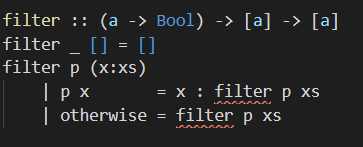 filter :: (a -> Bool) -> [a] -> [a]
filter _ [] = []
filter p (x:xs)
    | p x       = x : filter p xs
    | otherwise = filter p xs